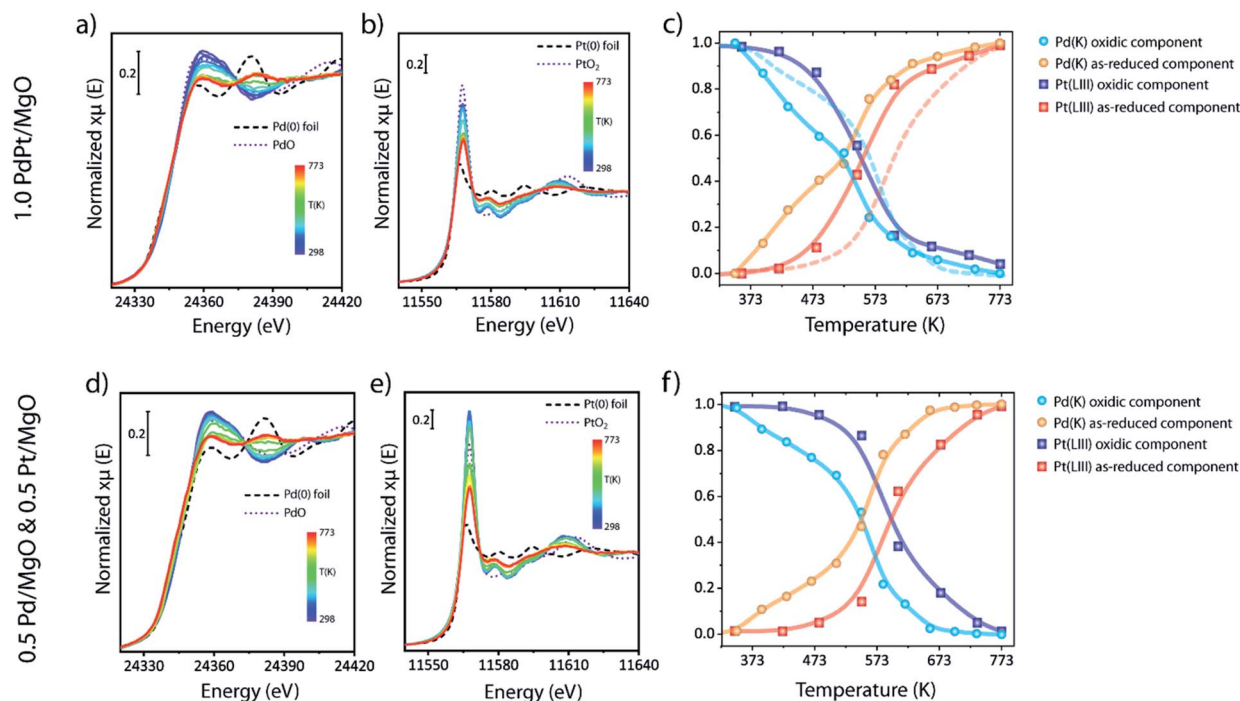 1.0 PdPt/MgO
a)
0.2
Normalized xμ (E)
Pd(0) foil
PdO
773
T(K)
298
24330 24360 24390 24420
Energy (eV)
b)
0.2
Normalized xμ (E)
Pt(0) foil
PtO₂
773
T(K)
298
11550 11580 11610 11640
Energy (eV)
c)
1.0
0.8
0.6
0.4
0.2
0.0
373 473 573 673 773
Temperature (K)
Pd(K) oxidic component
Pd(K) as-reduced component
Pt(LIII) oxidic component
Pt(LIII) as-reduced component
0.5 Pd/MgO & 0.5 Pt/MgO
d)
0.2
Normalized xμ (E)
Pd(0) foil
PdO
773
T(K)
298
24330 24360 24390 24420
Energy (eV)
e)
0.2
Normalized xμ (E)
Pt(0) foil
PtO₂
773
T(K)
298
11550 11580 11610 11640
Energy (eV)
f)
1.0
0.8
0.6
0.4
0.2
0.0
373 473 573 673 773
Temperature (K)
Pd(K) oxidic component
Pd(K) as-reduced component
Pt(LIII) oxidic component
Pt(LIII) as-reduced component